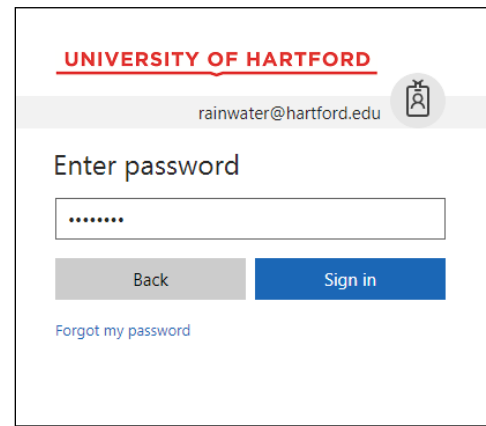 UNIVERSITY OF HARTFORD
rainwater@hartford.edu
Enter password
••••••••
Back
Sign in
Forgot my password